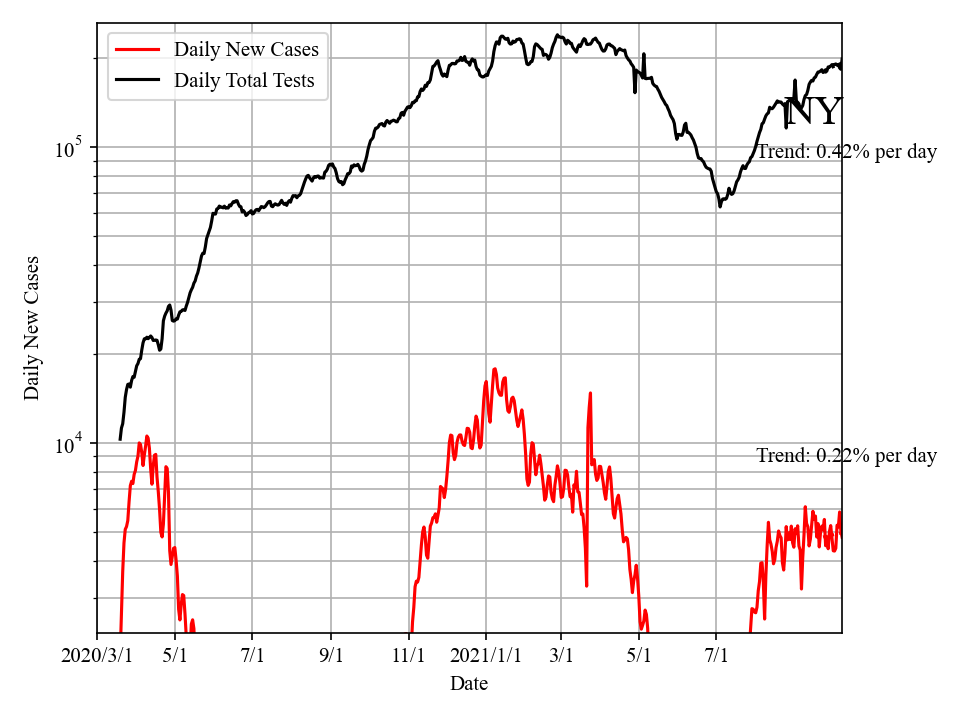 Daily New Cases
Daily Total Tests
NY
10^5
Trend: 0.42% per day
Daily New Cases
10^4
Trend: 0.22% per day
2020/3/1 5/1 7/1 9/1 11/1 2021/1/1 3/1 5/1 7/1
Date